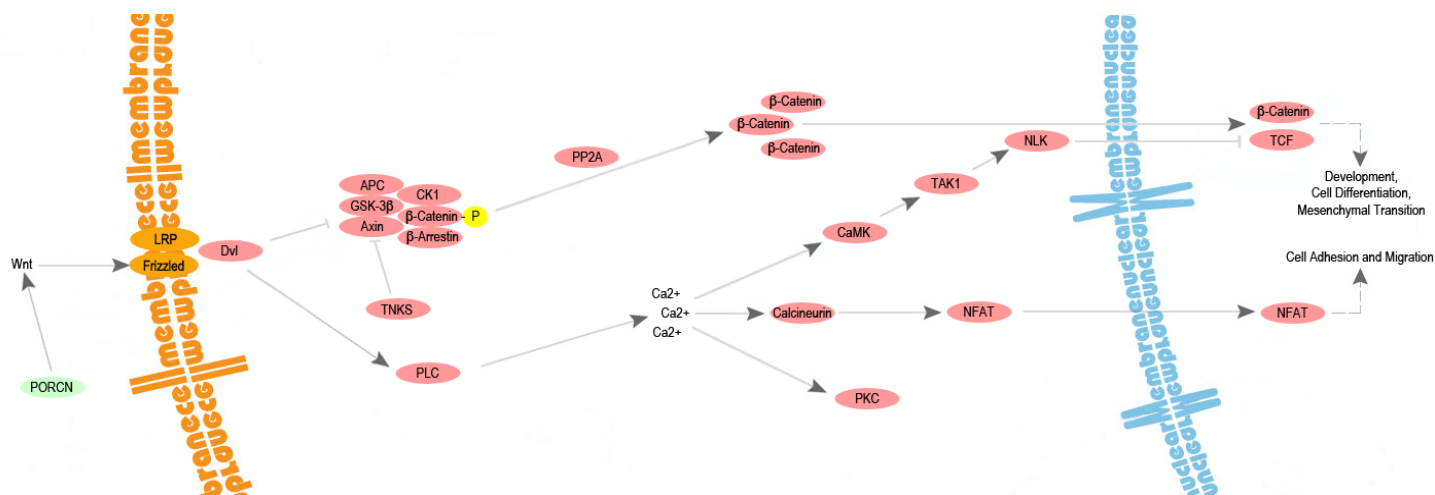 β-Catenin
β-Catenin
β-Catenin
β-Catenin
TCF
NLK
PP2A
TAK1
APC
CK1
GSK-3β
β-Catenin
P
Axin
β-Arrestin
Development,
Cell Differentiation,
Meschymal Transition
LRP
Dvl
CaMK
Wnt
Frizzled
Cell Adhesion and Migration
TNKS
Ca2+
Ca2+
Ca2+
Calcineurin
NFAT
NFAT
PLC
PORCN
PKC